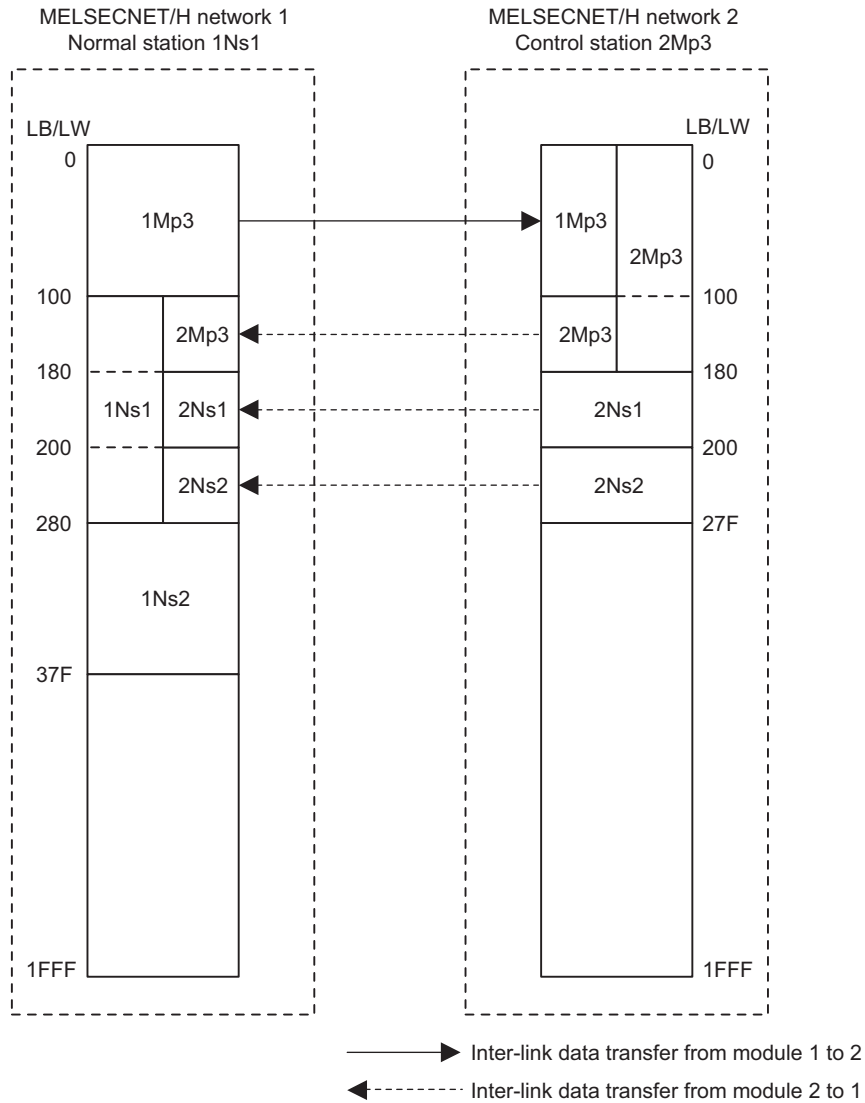 MELSECNET/H network 1
Normal station 1Ns1
MELSECNET/H network 2
Control station 2Mp3
LB/LW
LB/LW
0
0
1Mp3
1Mp3
2Mp3
100
100
2Mp3
2Mp3
180
180
1Ns1
2Ns1
2Ns1
200
200
2Ns2
2Ns2
280
27F
1Ns2
37F
1FFF
1FFF
Inter-link data transfer from module 1 to 2
Inter-link data transfer from module 2 to 1